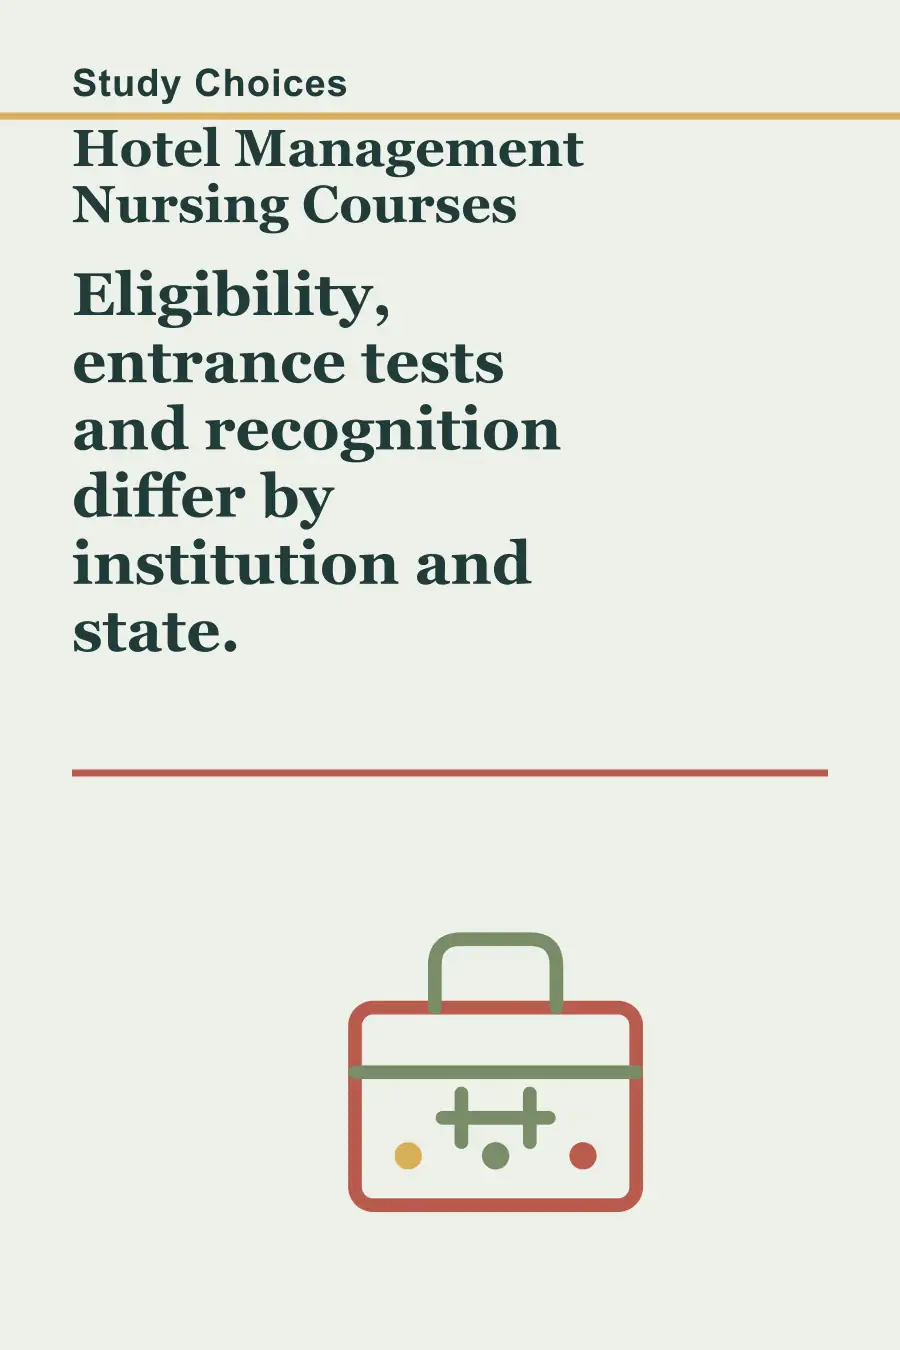 Study Choices
Hotel Management
Nursing Courses
Eligibility,
entrance tests
and recognition
differ by
institution and
state.